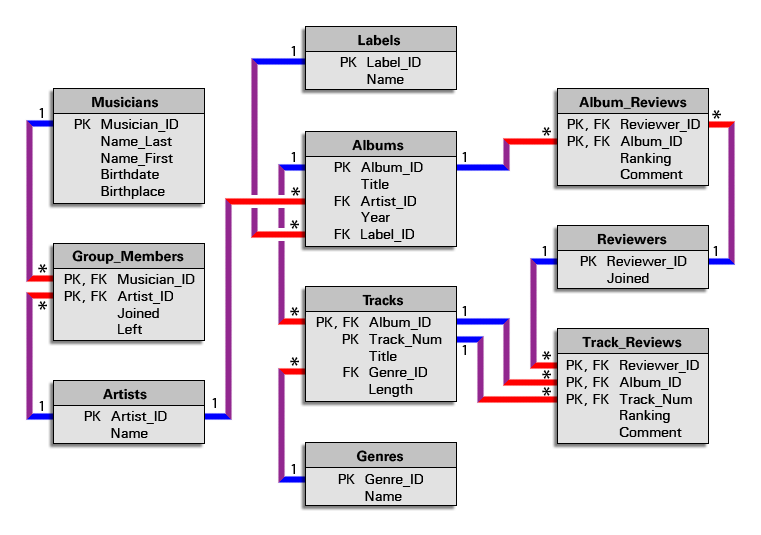 Labels
PK Label_ID
Name
Musicians
PK Musician_ID
Name_Last
Name_First
Birthdate
Birthplace
Group_Members
PK, FK Musician_ID
PK, FK Artist_ID
Joined
Left
Artists
PK Artist_ID
Name
Albums
PK Album_ID
Title
FK Artist_ID
Year
FK Label_ID
Tracks
PK, FK Album_ID
PK Track_Num
Title
FK Genre_ID
Length
Genres
PK Genre_ID
Name
Album_Reviews
PK, FK Reviewer_ID
PK, FK Album_ID
Ranking
Comment
Reviewers
PK Reviewer_ID
Joined
Track_Reviews
PK, FK Reviewer_ID
PK, FK Album_ID
PK, FK Track_Num
Ranking
Comment
1
1
*
*
1
1
1
*
*
1
*
*
1
1
1
1
*
*
1
1
*
*
*